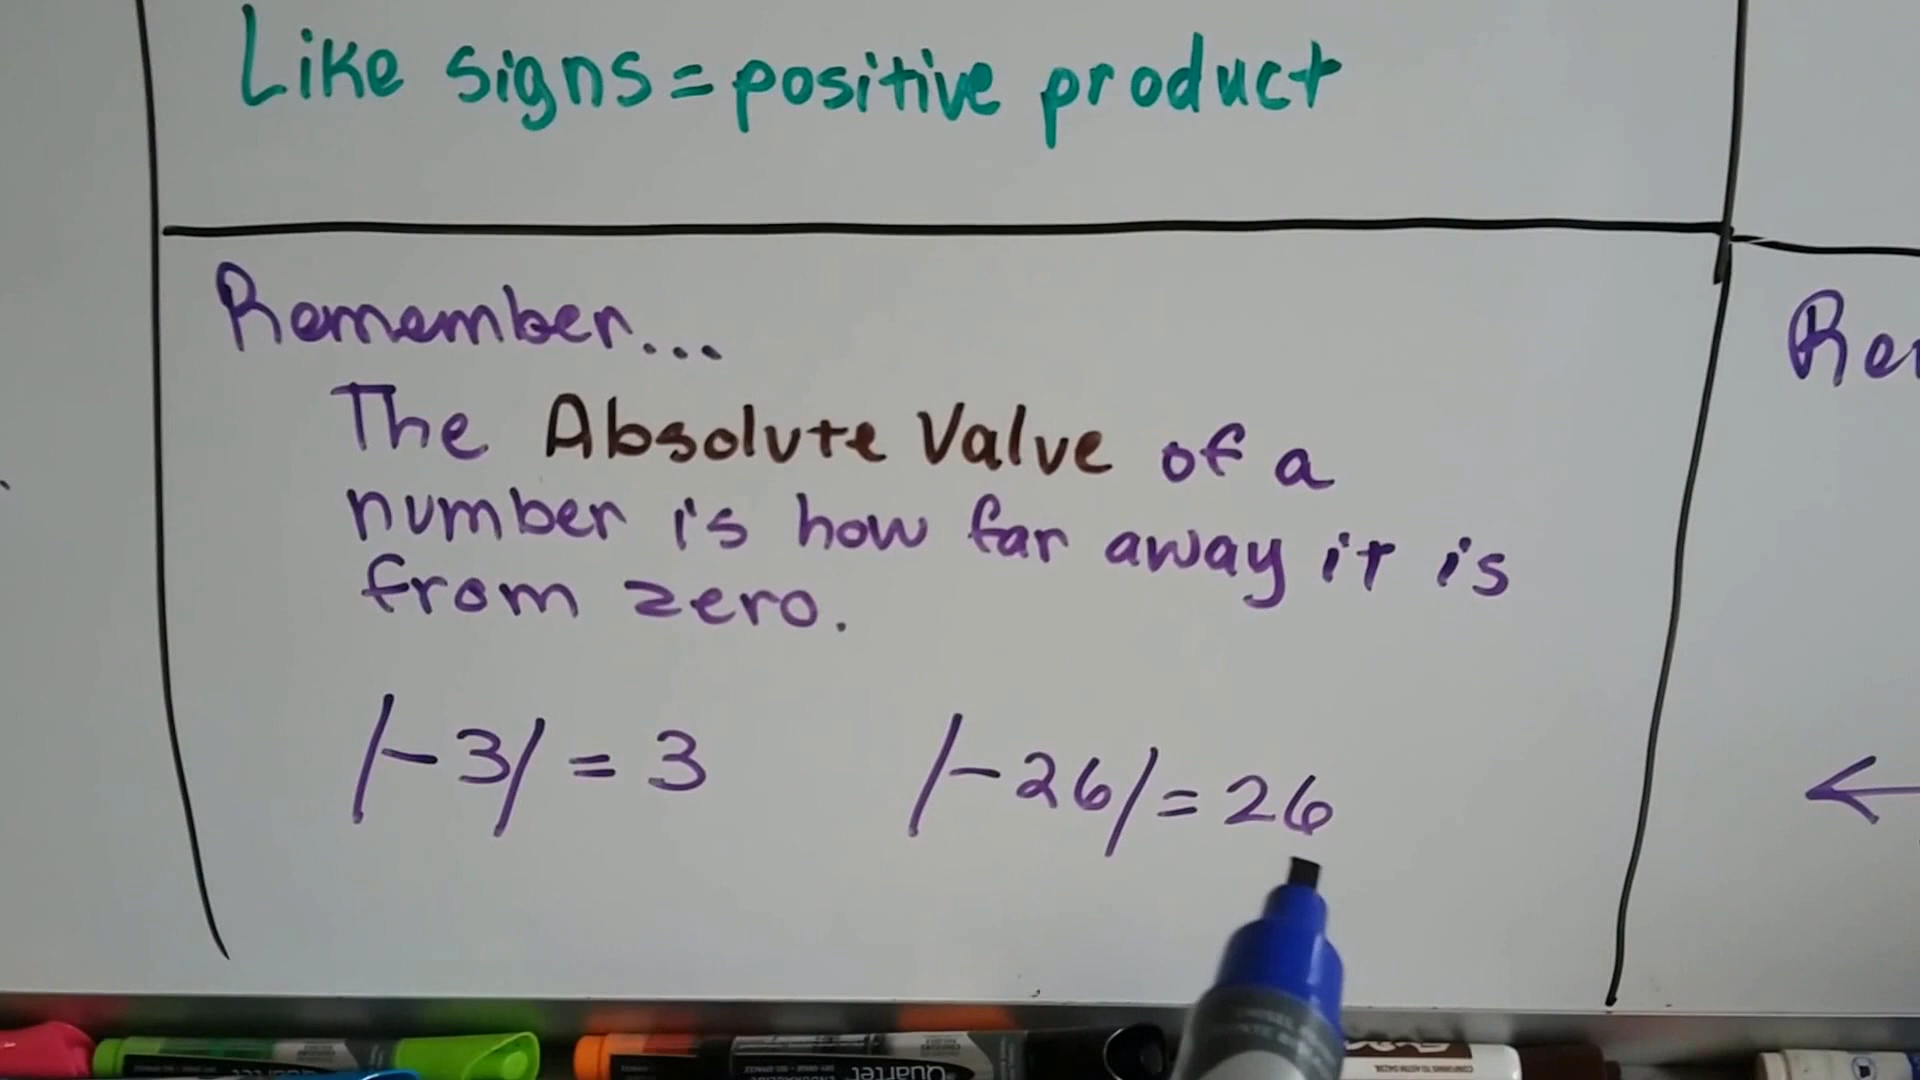 Like signs = positive product
Remember...
The Absolute Value of a
number is how far away it is
from zero.
|-3| = 3 |-26| = 26
Quartet